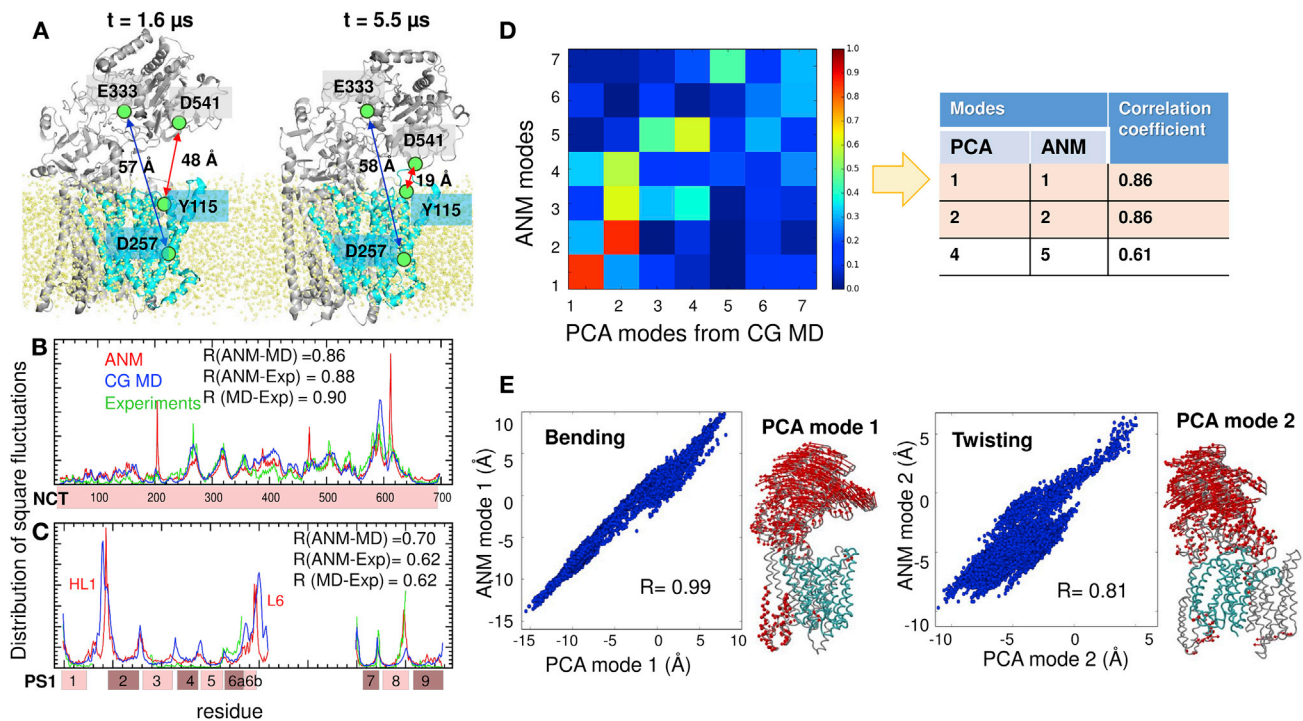 A
t = 1.6 µs
t = 5.5 µs
E333
D541
57 Å
48 Å
Y115
D257
E333
D541
58 Å
19 Å
Y115
D257
B
ANM
CG MD
Experiments
R(ANM-MD) =0.86
R(ANM-Exp) = 0.88
R (MD-Exp) = 0.90
NCT
100 200 300 400 500 600 700
C
HL1
L6
R(ANM-MD) =0.70
R(ANM-Exp)= 0.62
R (MD-Exp) = 0.62
Distribution of square fluctuations
PS1 1 2 3 4 5 6a 6b 7 8 9
residue
D
ANM modes
7
6
5
4
3
2
1
1 2 3 4 5 6 7
PCA modes from CG MD
1.0
0.9
0.8
0.7
0.6
0.5
0.4
0.3
0.2
0.1
0.0
Modes Correlation coefficient
PCA ANM
1 1 0.86
2 2 0.86
4 5 0.61
E
Bending
ANM mode 1 (Å)
10
5
0
-5
-10
-15
R= 0.99
-15 -10 -5 0 5 10
PCA mode 1 (Å)
PCA mode 1
Twisting
ANM mode 2 (Å)
5
0
-5
-10
R= 0.81
-10 -5 0 5
PCA mode 2 (Å)
PCA mode 2